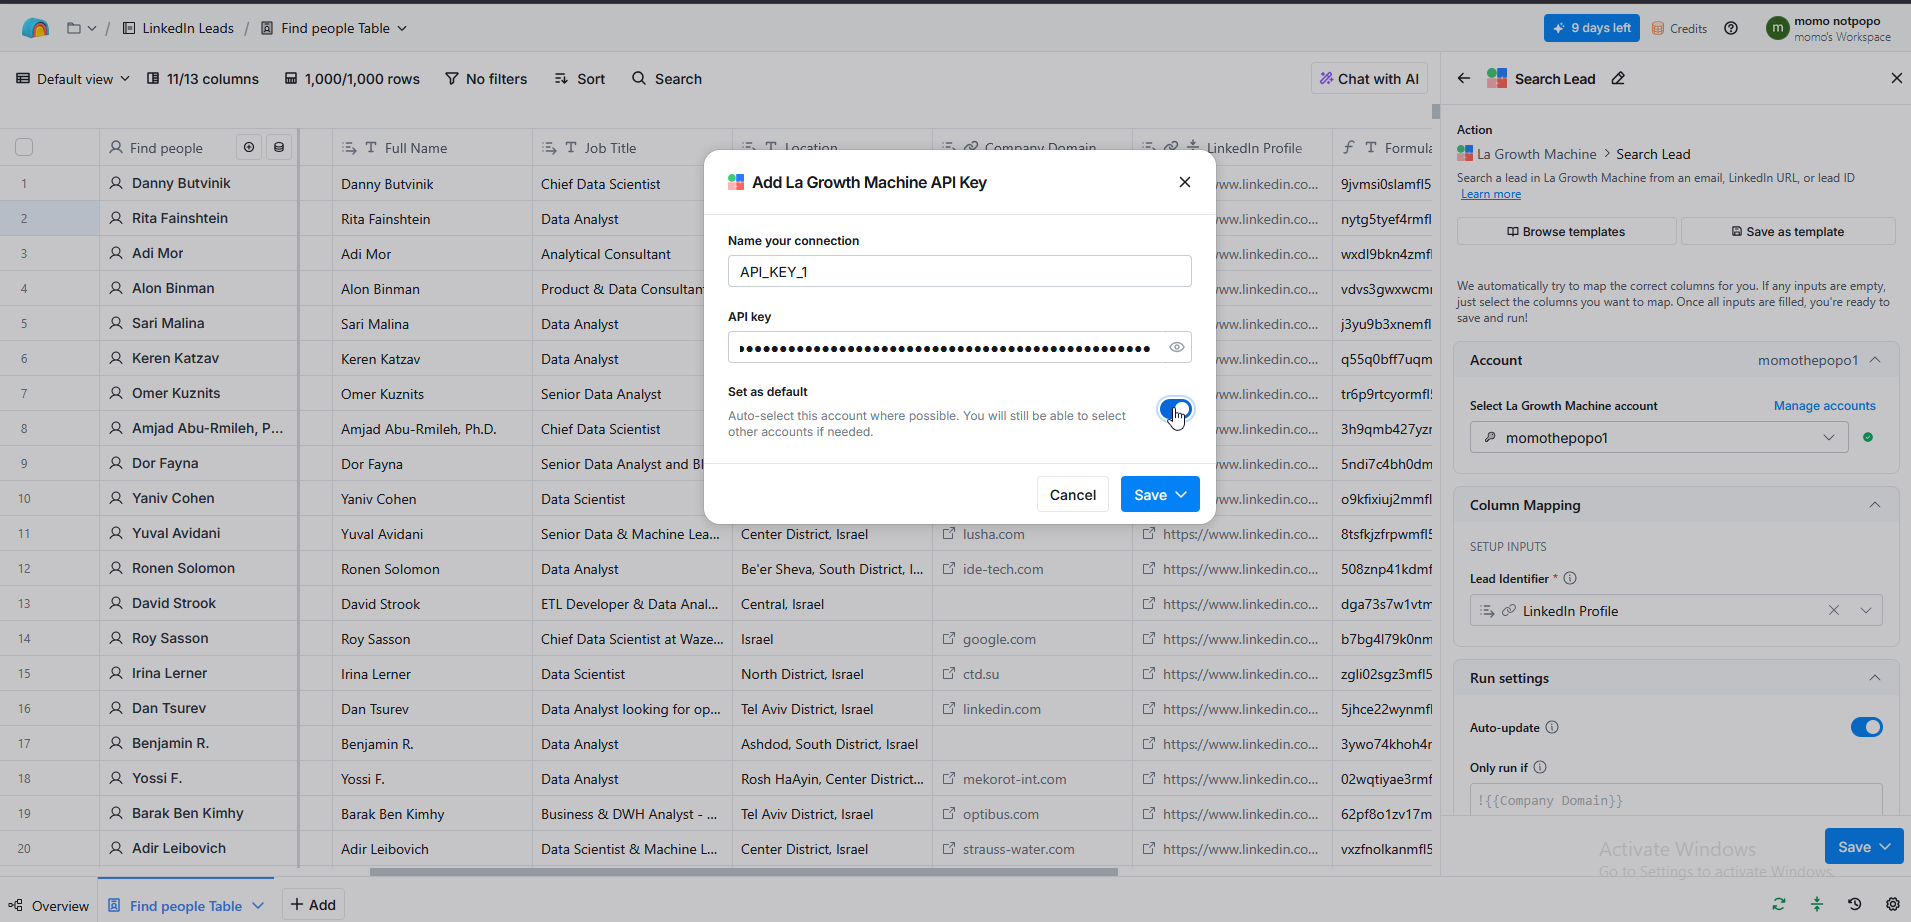 LinkedIn Leads / Find people Table
9 days left
Credits
m
momo notpopo
momo's Workspace
Default view
11/13 columns
1,000/1,000 rows
No filters
Sort
Search
Chat with AI
Find people
Full Name
Job Title
Location
Company Domain
LinkedIn Profile
Formula
1 Danny Butvinik Danny Butvinik Chief Data Scientist www.linkedin.co... 9jvmsi0slamfl5
2 Rita Fainshtein Rita Fainshtein Data Analyst www.linkedin.co... nytg5tyef4rmfl
3 Adi Mor Adi Mor Analytical Consultant www.linkedin.co... wxdl9bkn4zmfl
4 Alon Binman Alon Binman Product & Data Consultan www.linkedin.co... vdvs3gwxwcm
5 Sari Malina Sari Malina Data Analyst www.linkedin.co... j3yu9b3xnemfl
6 Keren Katzav Keren Katzav Data Analyst www.linkedin.co... q55q0bff7uqm
7 Omer Kuznits Omer Kuznits Senior Data Analyst www.linkedin.co... tr6p9rtcyormfl5
8 Amjad Abu-Rmileh, P... Amjad Abu-Rmileh, Ph.D. Chief Data Scientist www.linkedin.co... 3h9qmb427yzr
9 Dor Fayna Dor Fayna Senior Data Analyst and BI www.linkedin.co... 5ndi7c4bh0dm
10 Yaniv Cohen Yaniv Cohen Data Scientist www.linkedin.co... o9kfixiuj2mmfl
11 Yuval Avidani Yuval Avidani Senior Data & Machine Lea... Center District, Israel lusha.com https://www.linkedin.co... 8tsfkjzfrpwmfl5
12 Ronen Solomon Ronen Solomon Data Analyst Be'er Sheva, South District, I... ide-tech.com https://www.linkedin.co... 508znp41kdmf
13 David Strook David Strook ETL Developer & Data Anal... Central, Israel https://www.linkedin.co... dga73s7w1vtm
14 Roy Sasson Roy Sasson Chief Data Scientist at Waze... Israel google.com https://www.linkedin.co... b7bg4l79k0nm
15 Irina Lerner Irina Lerner Data Scientist North District, Israel ctd.su https://www.linkedin.co... zgli02sgz3mfl5
16 Dan Tsurev Dan Tsurev Data Analyst looking for op... Tel Aviv District, Israel linkedin.com https://www.linkedin.co... 5jhce22wynmfl
17 Benjamin R. Benjamin R. Data Analyst Ashdod, South District, Israel https://www.linkedin.co... 3ywo74khoh4r
18 Yossi F. Yossi F. Data Analyst Rosh HaAyin, Center District... mekorot-int.com https://www.linkedin.co... 02wqtiyae3rmf
19 Barak Ben Kimhy Barak Ben Kimhy Business & DWH Analyst - ... Tel Aviv District, Israel optibus.com https://www.linkedin.co... 62pf8o1zv17m
20 Adir Leibovich Adir Leibovich Data Scientist & Machine L... Center District, Israel strauss-water.com https://www.linkedin.co... vxzfnolkanmfl5
Add La Growth Machine API Key
Name your connection
API_KEY_1
API key
Set as default
Auto-select this account where possible. You will still be able to select
other accounts if needed.
Cancel
Save
Search Lead
Action
La Growth Machine > Search Lead
Search a lead in La Growth Machine from an email, LinkedIn URL, or lead ID
Learn more
Browse templates
Save as template
We automatically try to map the correct columns for you. If any inputs are empty,
just select the columns you want to map. Once all inputs are filled, you're ready to
save and run!
Account
momothepopo1
Select La Growth Machine account
Manage accounts
momothepopo1
Column Mapping
SETUP INPUTS
Lead Identifier *
LinkedIn Profile
Run settings
Auto-update
Only run if
!{{Company Domain}}
Activate Windows
Go to Settings to activate Windows.
Save
Overview
Find people Table
+ Add